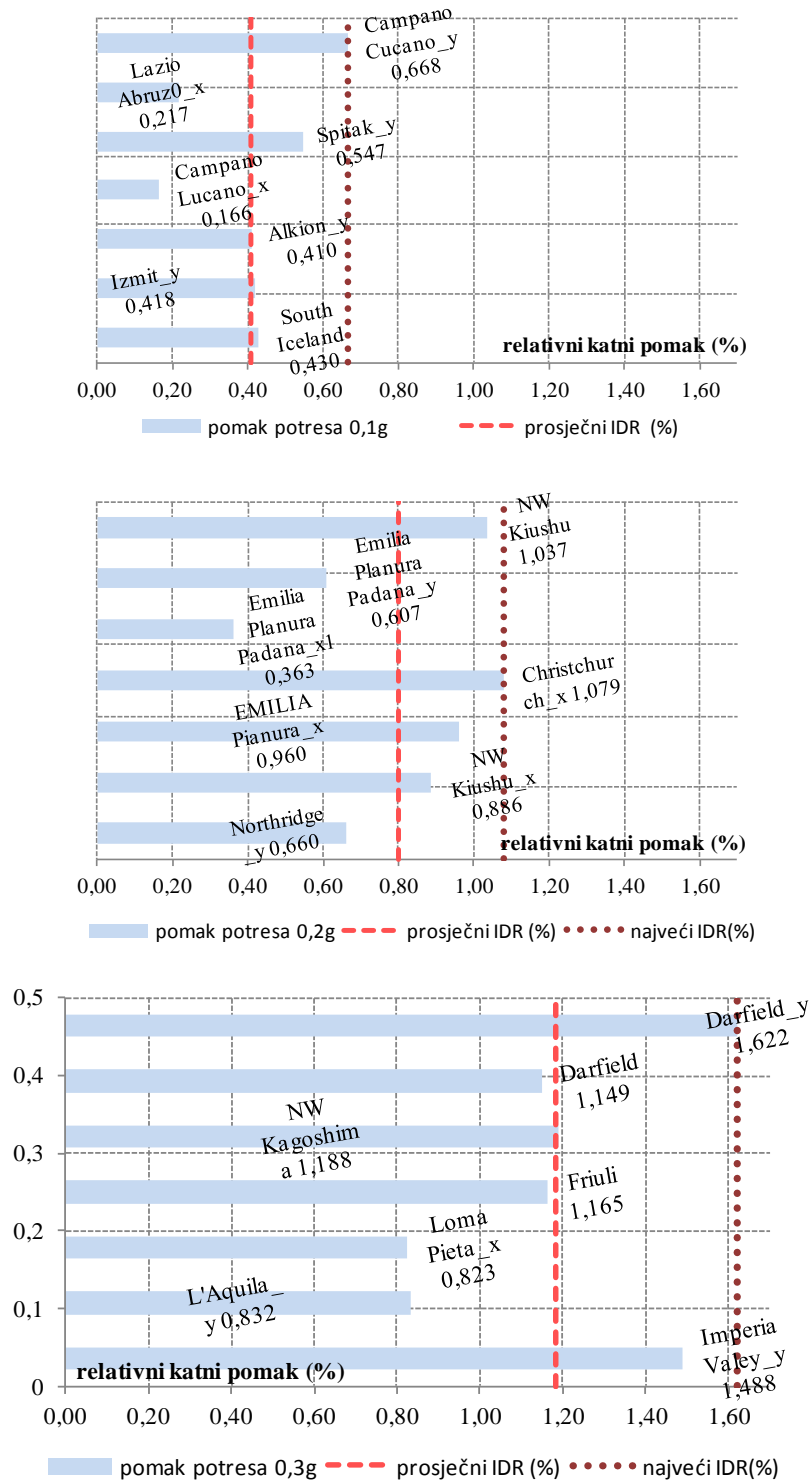 Campano
Cucano_y
0,668
Lazio
Abruz0_x
0,217
Spitak_y
0,547
Campano
Lucano_x
0,166
Alkion_y
0,410
Izmit_y
0,418
South
Iceland
0,430
relativni katni pomak (%)
0,00 0,20 0,40 0,60 0,80 1,00 1,20 1,40 1,60
pomak potresa 0,1g prosječni IDR (%)
NW
Kiushu
1,037
Emilia
Planura
Padana_y
0,607
Emilia
Planura
Padana_x1
0,363
Christchur
ch_x 1,079
EMILIA
Pianura_x
0,960
NW
Kiushu_x
0,886
Northridge
_y 0,660
relativni katni pomak (%)
0,00 0,20 0,40 0,60 0,80 1,00 1,20 1,40 1,60
pomak potresa 0,2g prosječni IDR (%) najveći IDR(%)
0,5
Darfield_y
1,622
0,4
Darfield
1,149
NW
Kagoshim
a 1,188
0,3
Friuli
1,165
0,2
Loma
Pieta_x
0,823
L'Aquila_
y 0,832
0,1
Imperia
Valey_y
1,488
relativni katni pomak (%)
0
0,00 0,20 0,40 0,60 0,80 1,00 1,20 1,40 1,60
pomak potresa 0,3g prosječni IDR (%) najveći IDR(%)